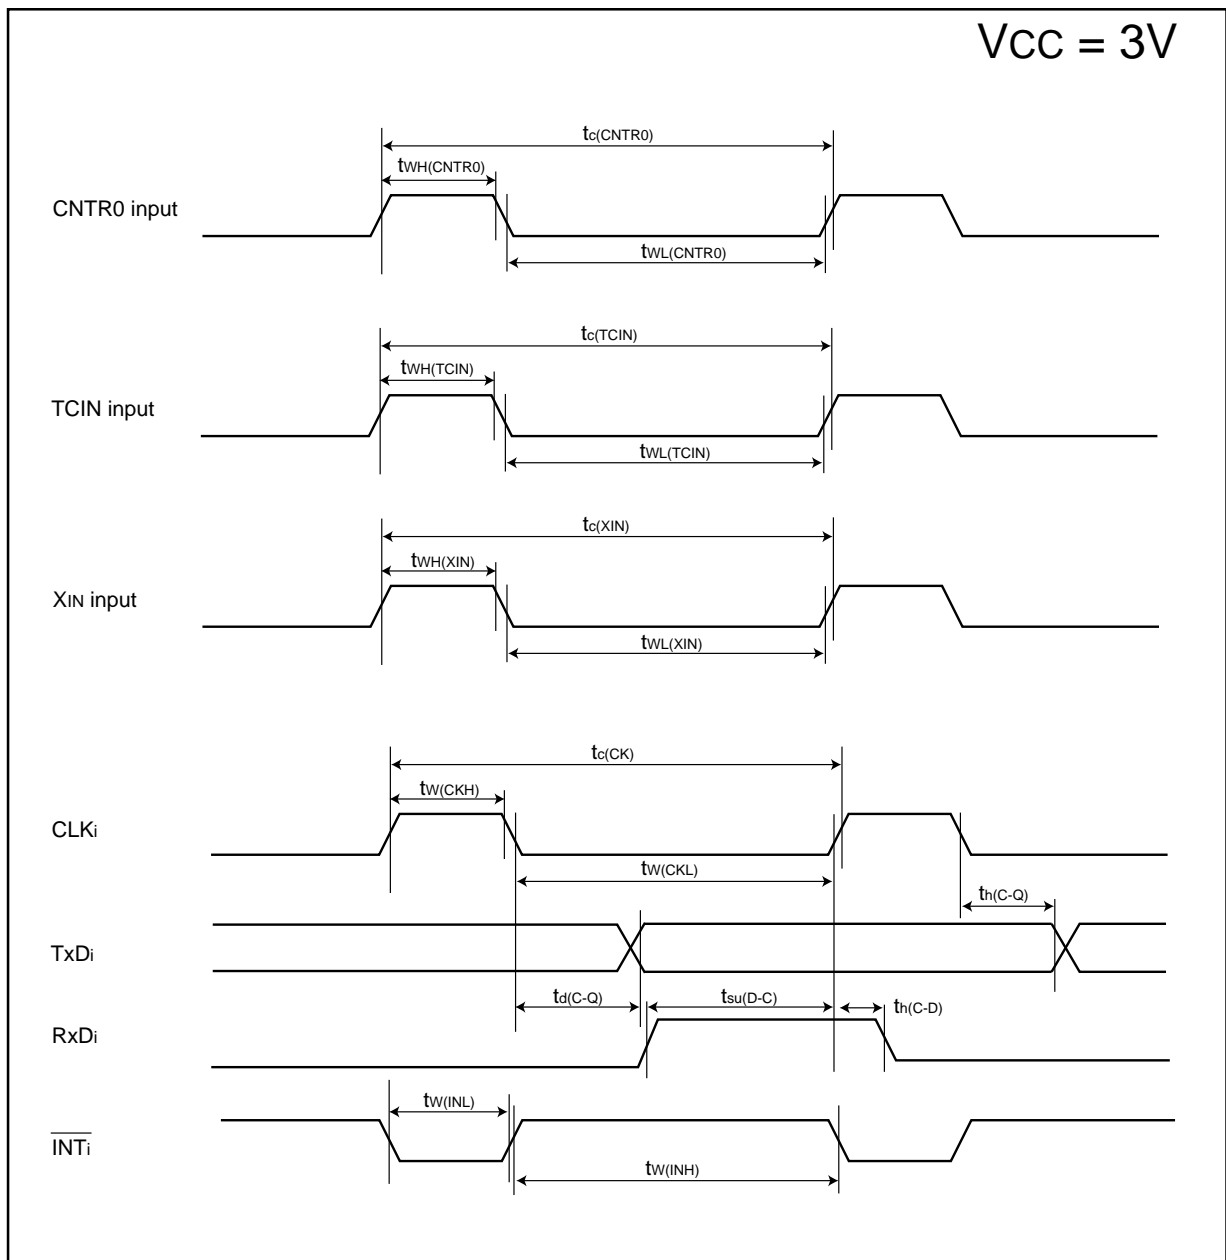 VCC = 3V
tc(CNTR0)
tWH(CNTR0)
CNTR0 input
tWL(CNTR0)
tc(TCIN)
tWH(TCIN)
TCIN input
tWL(TCIN)
tc(XIN)
tWH(XIN)
XIN input
tWL(XIN)
tc(CK)
tW(CKH)
CLKi
tW(CKL)
th(C-Q)
TxDi
td(C-Q) tsu(D-C) th(C-D)
RxDi
tW(INL)
INTi
tW(INH)